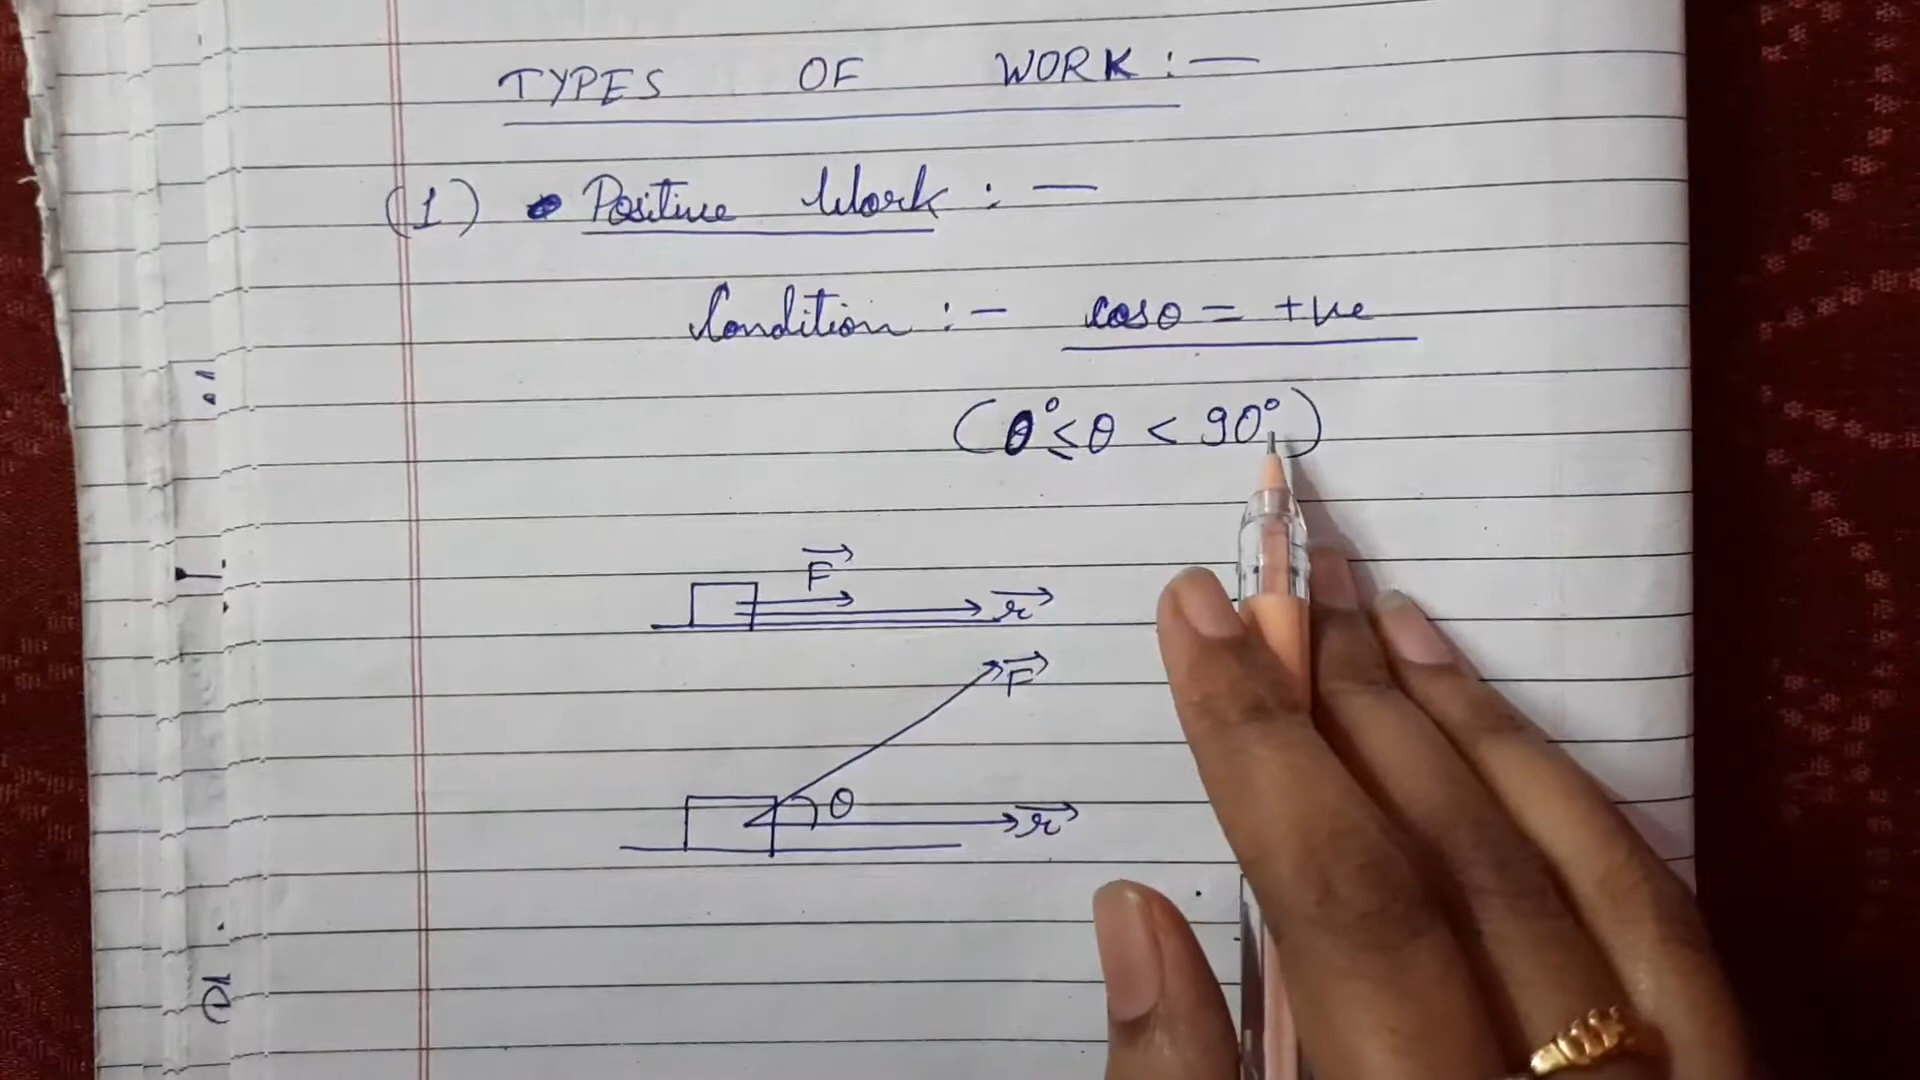 TYPES OF WORK :—
(1) Positive Work :—
Condition :- cosθ = +ve
(0° ≤ θ < 90°)
F
r
F
θ
r